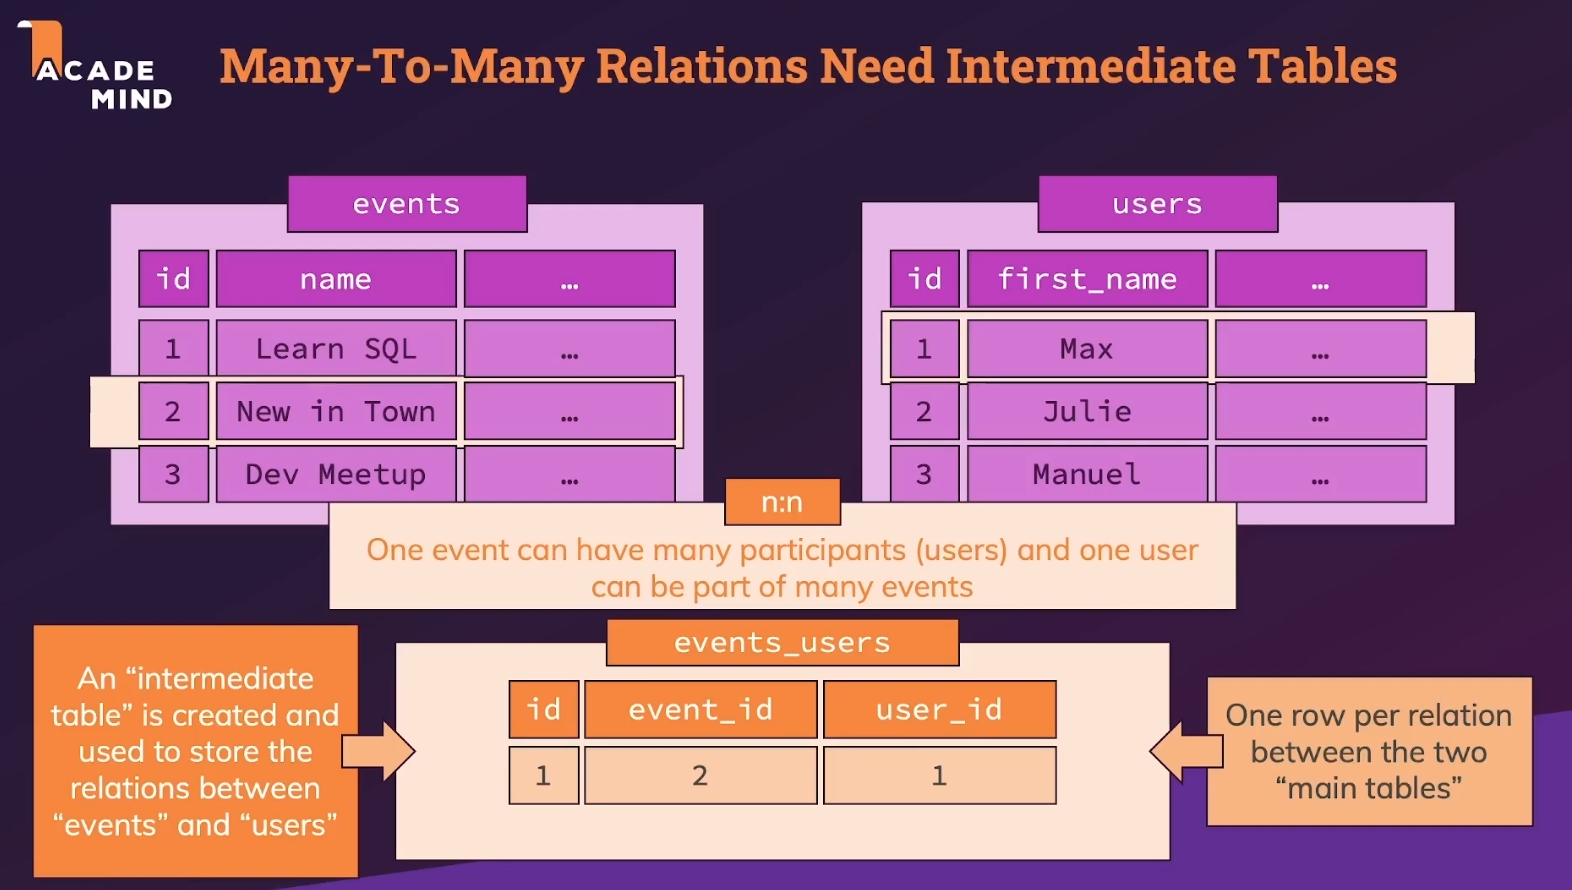 ACADE
MIND
Many-To-Many Relations Need Intermediate Tables
events
id name …
1 Learn SQL …
2 New in Town …
3 Dev Meetup …
users
id first_name …
1 Max …
2 Julie …
3 Manuel …
n:n
One event can have many participants (users) and one user
can be part of many events
An “intermediate
table” is created and
used to store the
relations between
“events” and “users”
events_users
id event_id user_id
1 2 1
One row per relation
between the two
“main tables”